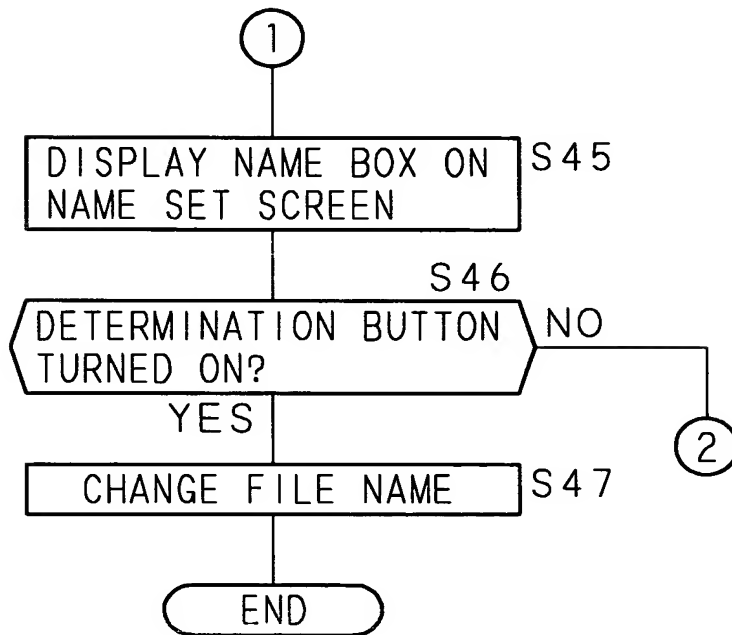 1
DISPLAY NAME BOX ON
NAME SET SCREEN
S45
S46
DETERMINATION BUTTON
TURNED ON?
NO
YES
2
CHANGE FILE NAME
S47
END